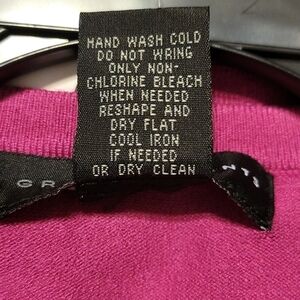 HAND WASH COLD
DO NOT WRING
ONLY NON-
CHLORINE BLEACH
WHEN NEEDED
RESHAPE AND
DRY FLAT
COOL IRON
IF NEEDED
OR DRY CLEAN
GR